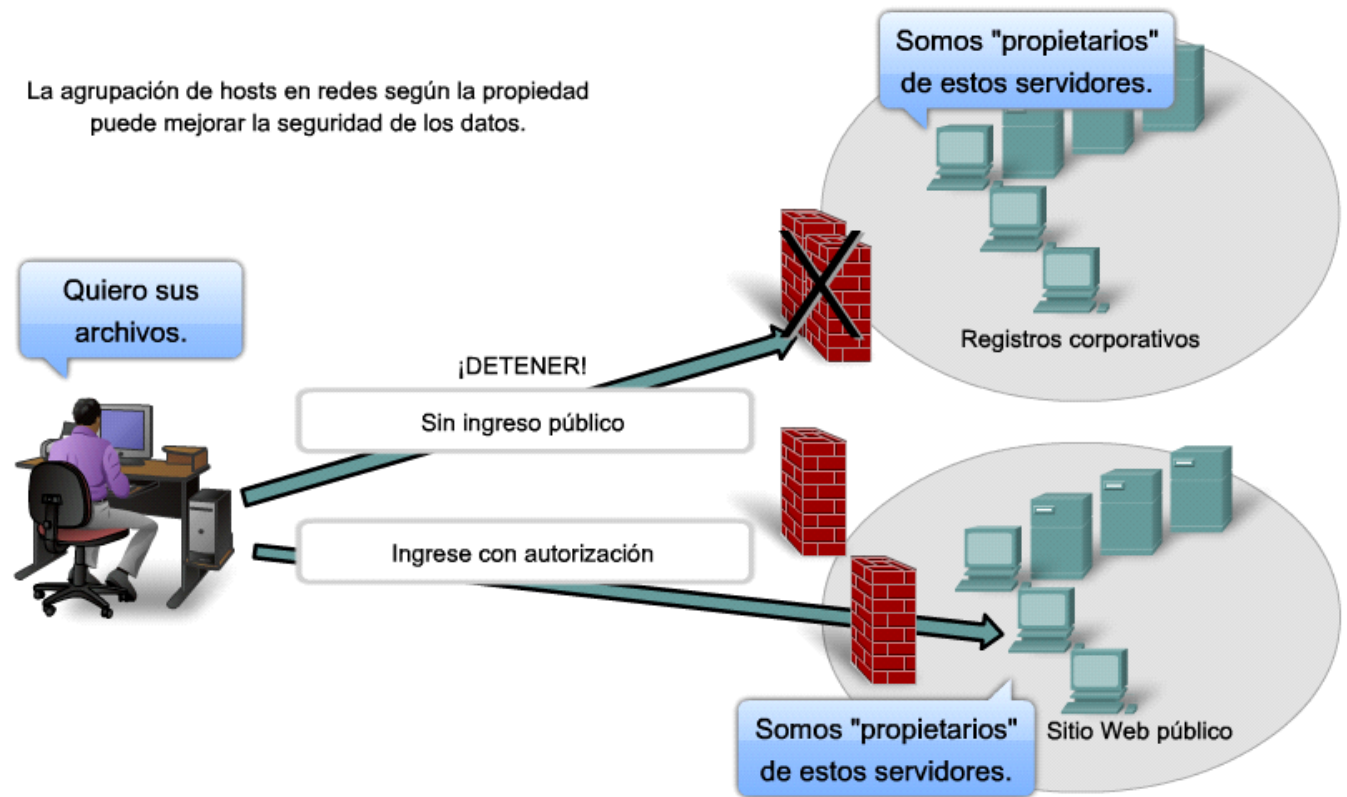 La agrupación de hosts en redes según la propiedad
puede mejorar la seguridad de los datos.
Somos "propietarios"
de estos servidores.
Quiero sus
archivos.
Registros corporativos
¡DETENER!
Sin ingreso público
Ingrese con autorización
Somos "propietarios"
de estos servidores.
Sitio Web público